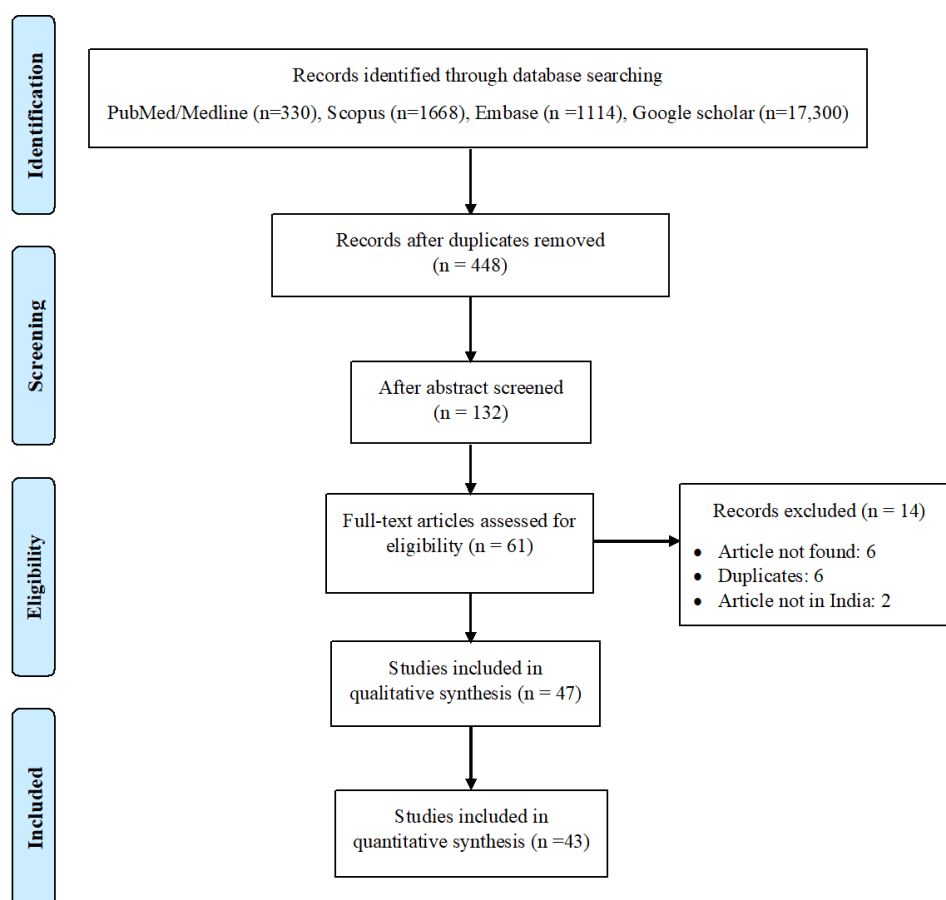 Identification
Records identified through database searching
PubMed/Medline (n=330), Scopus (n=1668), Embase (n =1114), Google scholar (n=17,300)
Records after duplicates removed
(n = 448)
Screening
After abstract screened
(n = 132)
Eligibility
Full-text articles assessed for
eligibility (n = 61)
Records excluded (n = 14)
● Article not found: 6
● Duplicates: 6
● Article not in India: 2
Studies included in
qualitative synthesis (n = 47)
Included
Studies included in
quantitative synthesis (n =43)